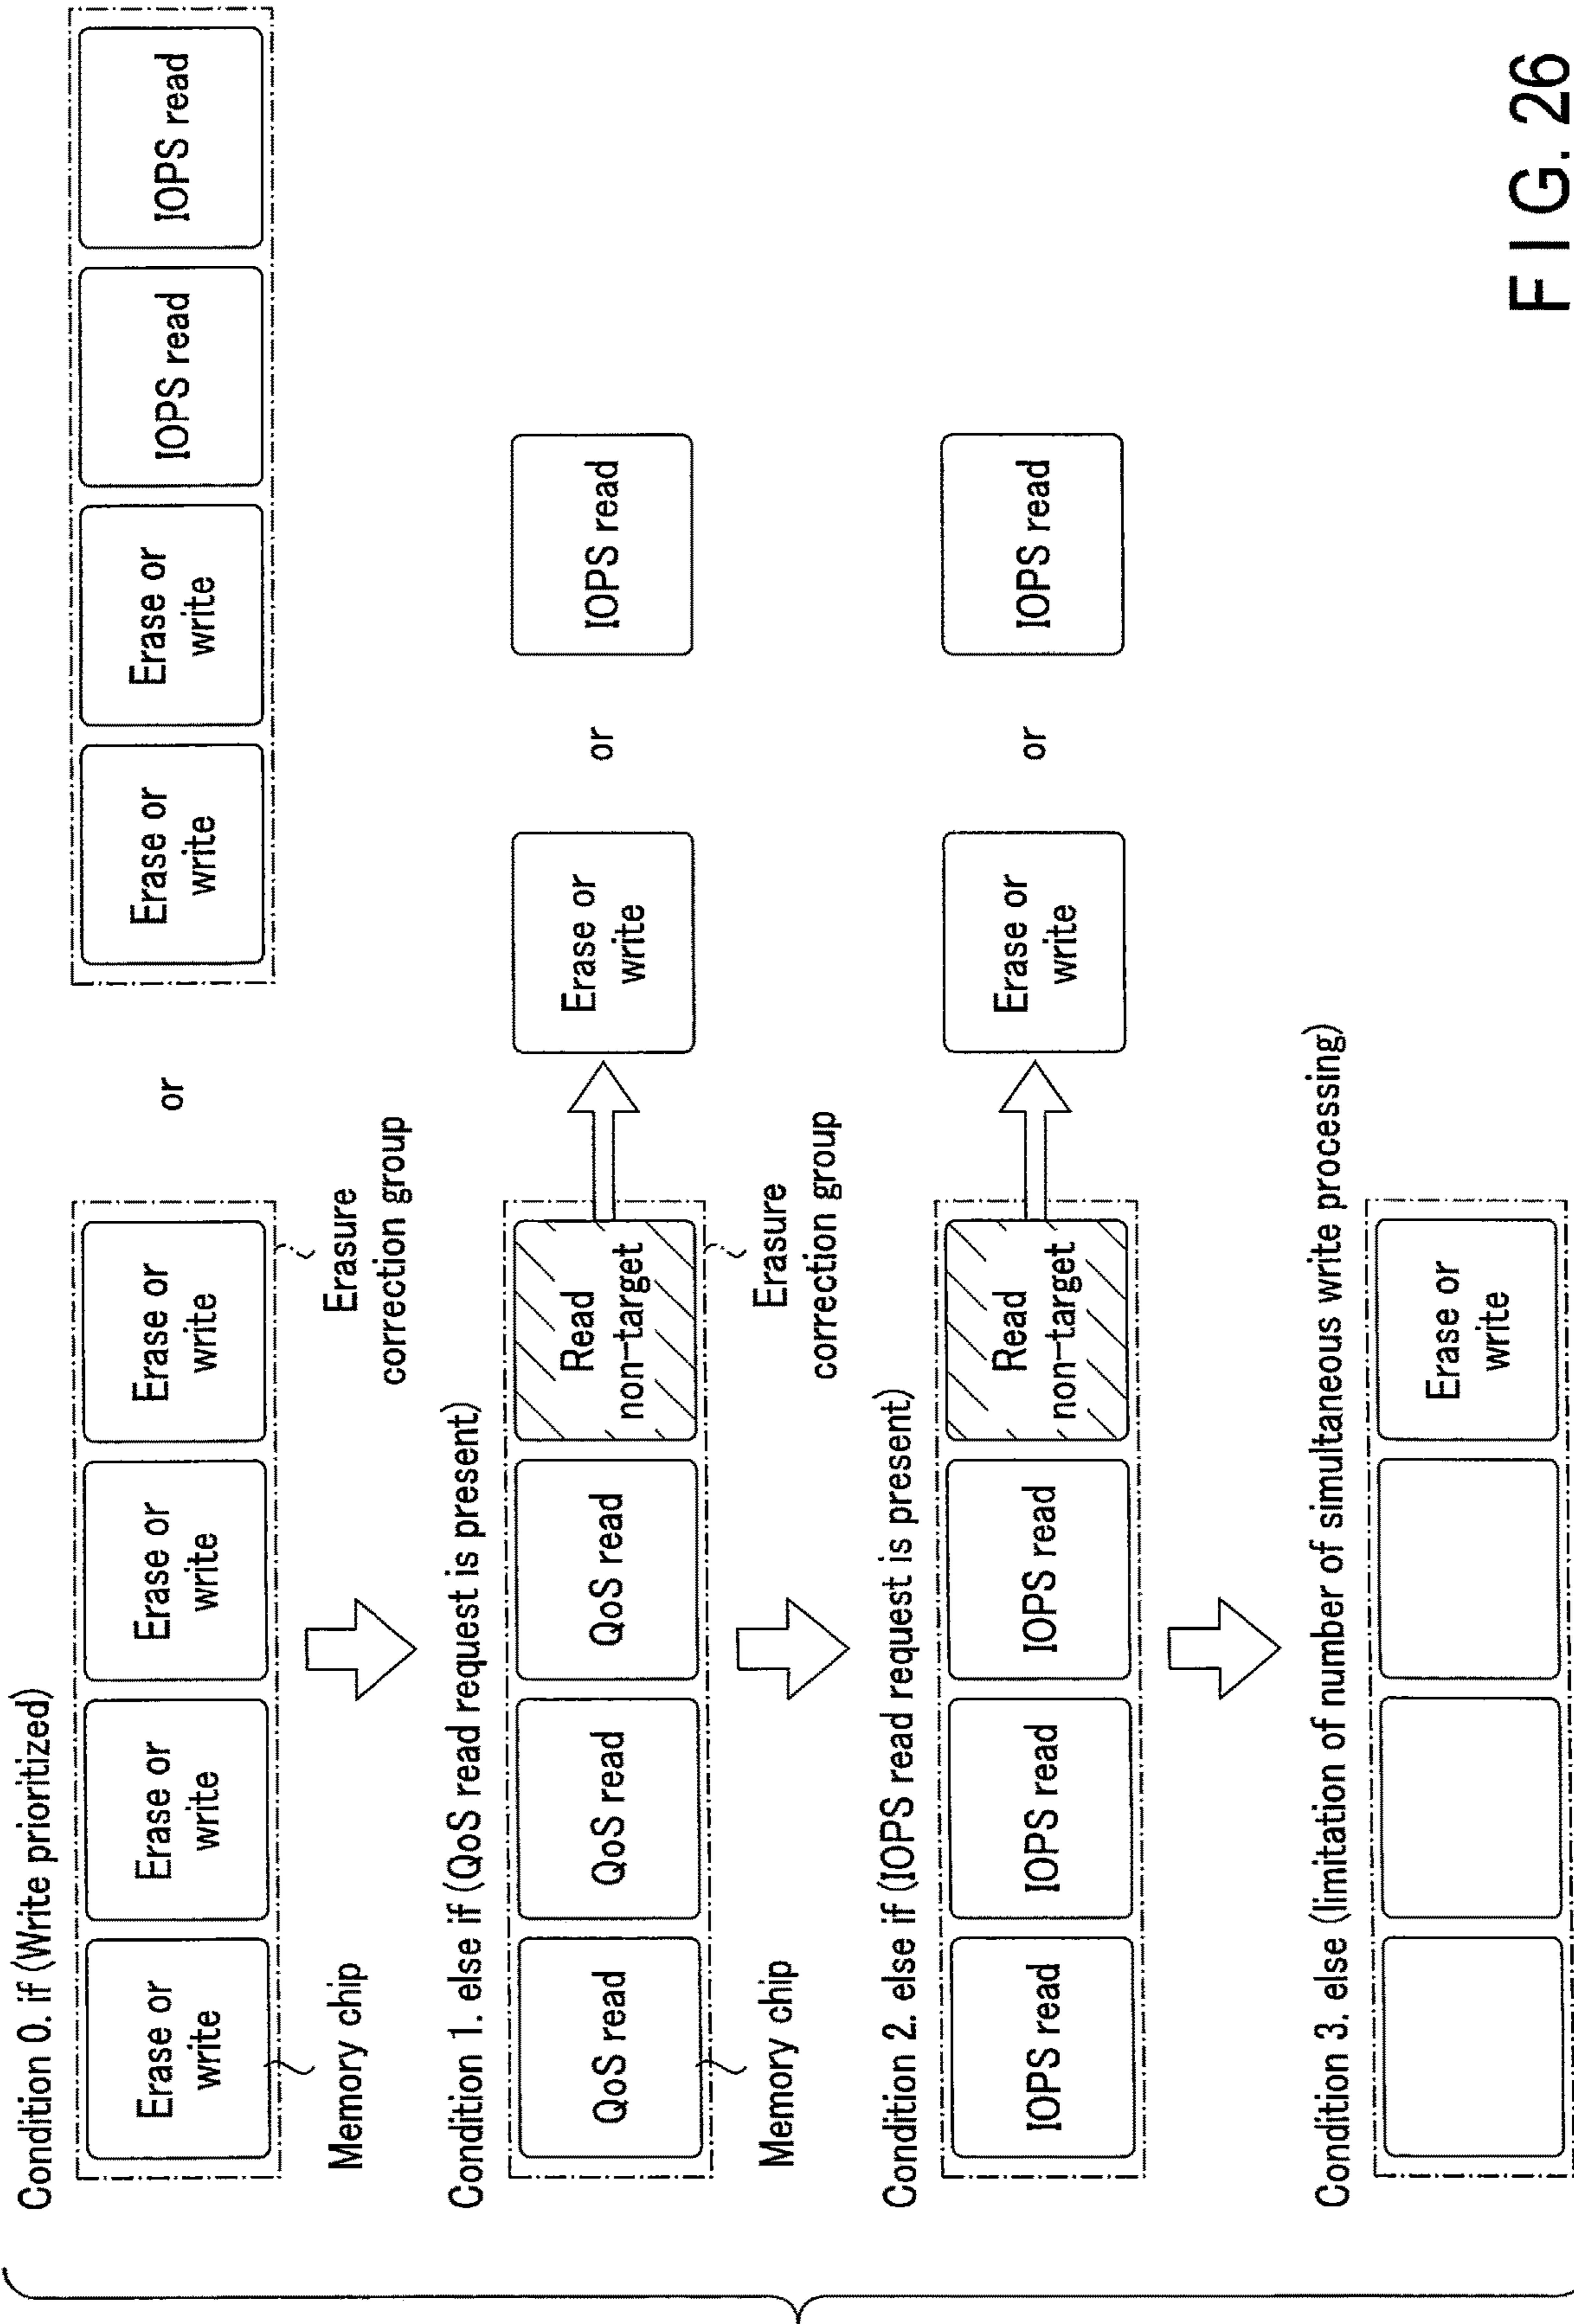 Condition 0. if (Write prioritized)
Erase or
write
Erase or
write
Erase or
write
Erase or
write
or
Erase or
write
Erase or
write
IOPS read
IOPS read
Memory chip
Erasure
correction group
Condition 1. else if (QoS read request is present)
QoS read
QoS read
QoS read
Read
non-target
Erase or
write
or
IOPS read
Memory chip
Erasure
correction group
Condition 2. else if (IOPS read request is present)
IOPS read
IOPS read
IOPS read
Read
non-target
Erase or
write
or
IOPS read
Condition 3. else (limitation of number of simultaneous write processing)
Erase or
write
FIG. 26